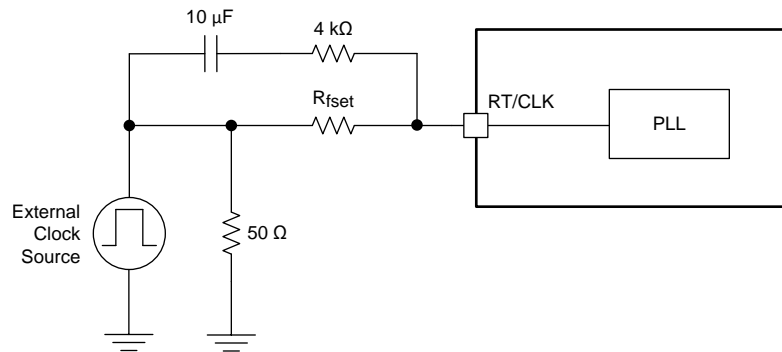 10 µF
4 kΩ
Rfset
RT/CLK
PLL
External
Clock
Source
50 Ω